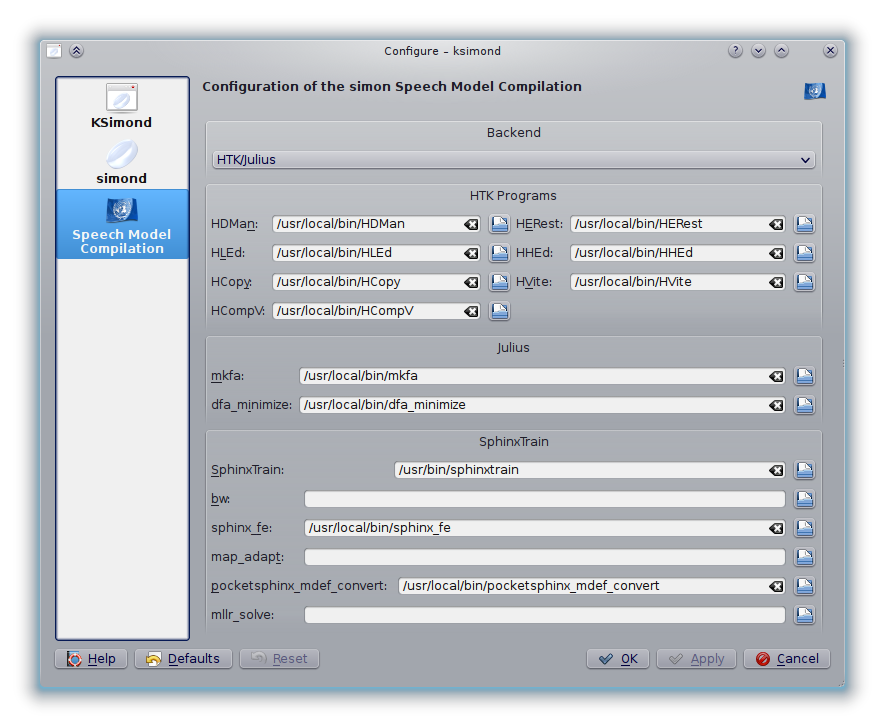 Configure – ksimond
KSimond
simond
Speech Model
Compilation
Configuration of the simon Speech Model Compilation
Backend
HTK/Julius
HTK Programs
HDMan: /usr/local/bin/HDMan HERest: /usr/local/bin/HERest
HLEd: /usr/local/bin/HLEd HHEd: /usr/local/bin/HHEd
HCopy: /usr/local/bin/HCopy HVite: /usr/local/bin/HVite
HCompV: /usr/local/bin/HCompV
Julius
mkfa: /usr/local/bin/mkfa
dfa_minimize: /usr/local/bin/dfa_minimize
SphinxTrain
SphinxTrain: /usr/bin/sphinxtrain
bw:
sphinx_fe: /usr/local/bin/sphinx_fe
map_adapt:
pocketsphinx_mdef_convert: /usr/local/bin/pocketsphinx_mdef_convert
mllr_solve:
Help Defaults Reset OK Apply Cancel